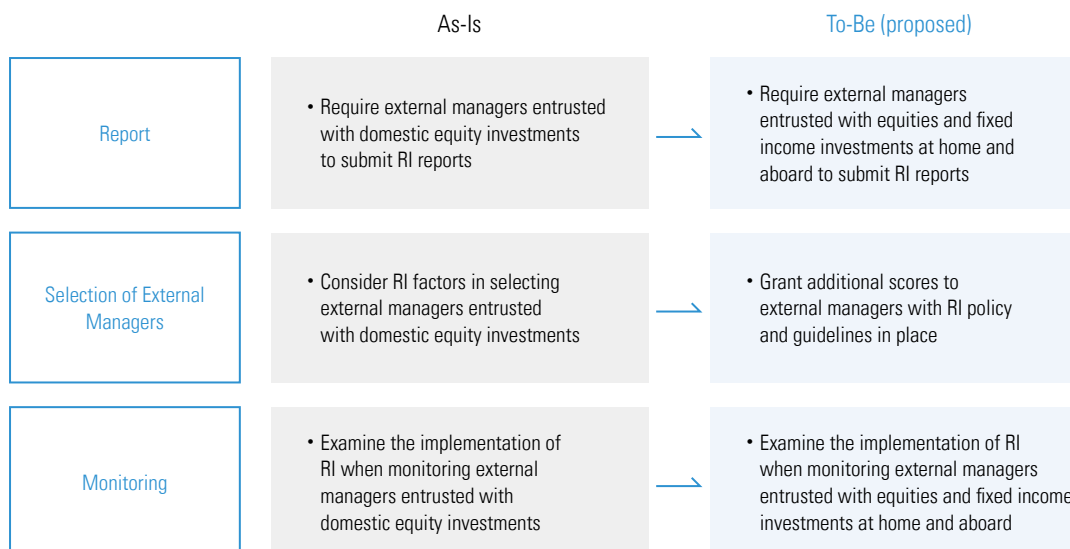 As-Is
To-Be (proposed)
Report
• Require external managers entrusted
with domestic equity investments
to submit RI reports
• Require external managers
entrusted with equities and fixed
income investments at home and
aboard to submit RI reports
Selection of External
Managers
• Consider RI factors in selecting
external managers entrusted
with domestic equity investments
• Grant additional scores to
external managers with RI policy
and guidelines in place
Monitoring
• Examine the implementation of
RI when monitoring external
managers entrusted with
domestic equity investments
• Examine the implementation of RI
when monitoring external managers
entrusted with equities and fixed income
investments at home and aboard